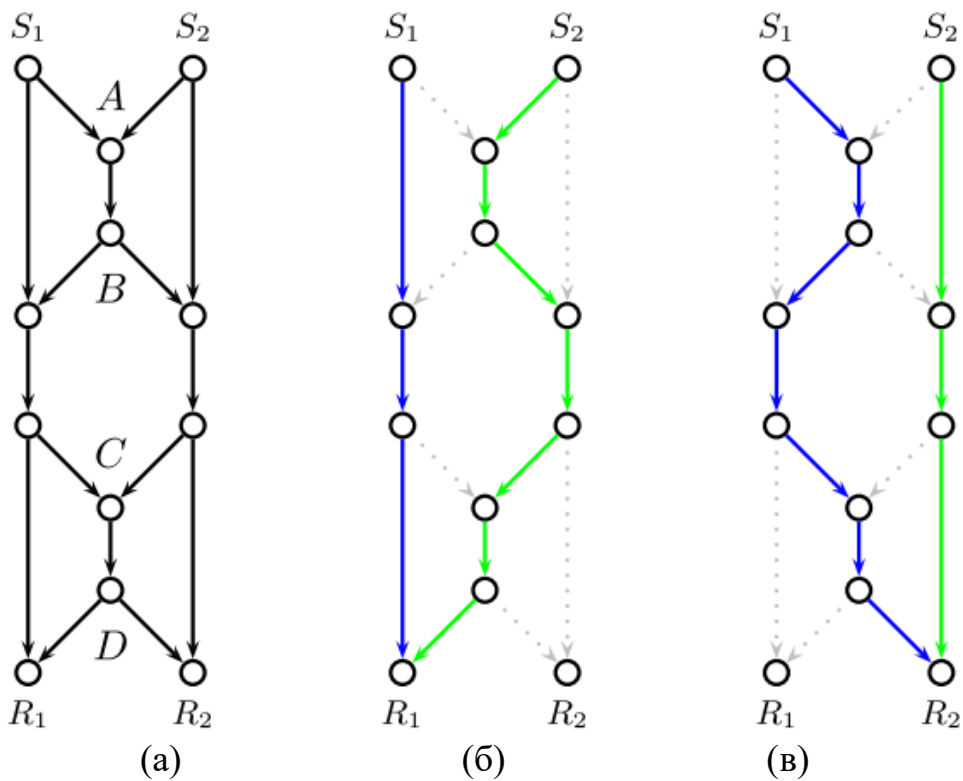 S₁ S₂ S₁ S₂ S₁ S₂
A
B
C
D
R₁ R₂ R₁ R₂ R₁ R₂
(а) (б) (в)